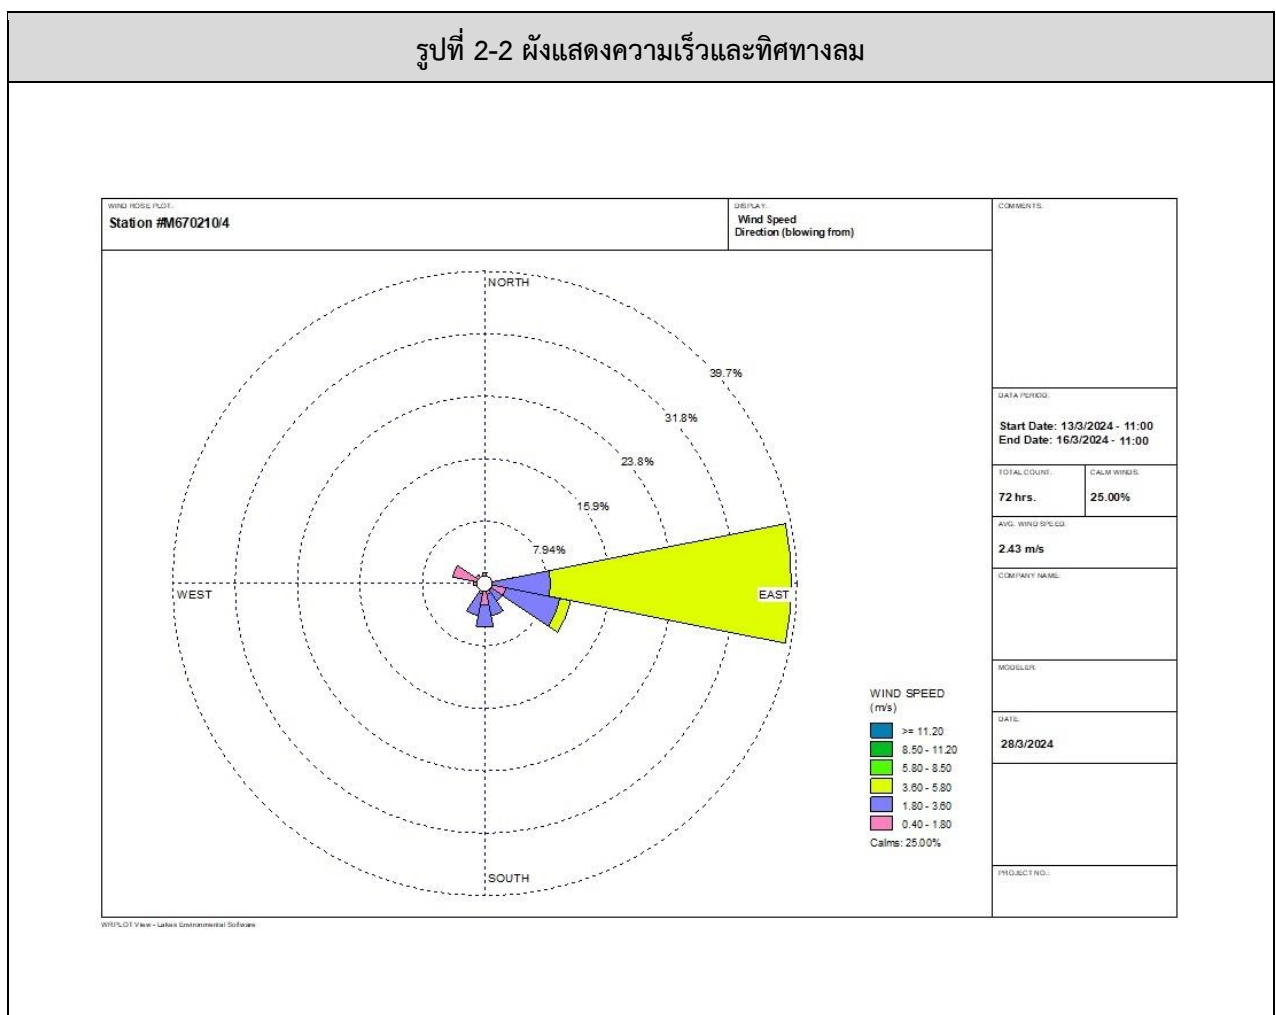 รูปที่ 2-2 ผังแสดงความเร็วและทิศทางลม
WIND ROSE PLOT:
Station #M670210/4
DISPLAY:
Wind Speed
Direction (blowing from)
COMMENTS:
NORTH
39.7%
31.8%
23.8%
15.9%
7.94%
WEST
EAST
SOUTH
WIND SPEED
(m/s)
>= 11.20
8.50 - 11.20
5.80 - 8.50
3.60 - 5.80
1.80 - 3.60
0.40 - 1.80
Calms: 25.00%
DATA PERIOD:
Start Date: 13/3/2024 - 11:00
End Date: 16/3/2024 - 11:00
TOTAL COUNT:
72 hrs.
CALM WINDS:
25.00%
AVG. WIND SPEED:
2.43 m/s
COMPANY NAME:
MODELER:
DATE:
28/3/2024
PROJECT NO.:
WRPLOT View - Lakes Environmental Software